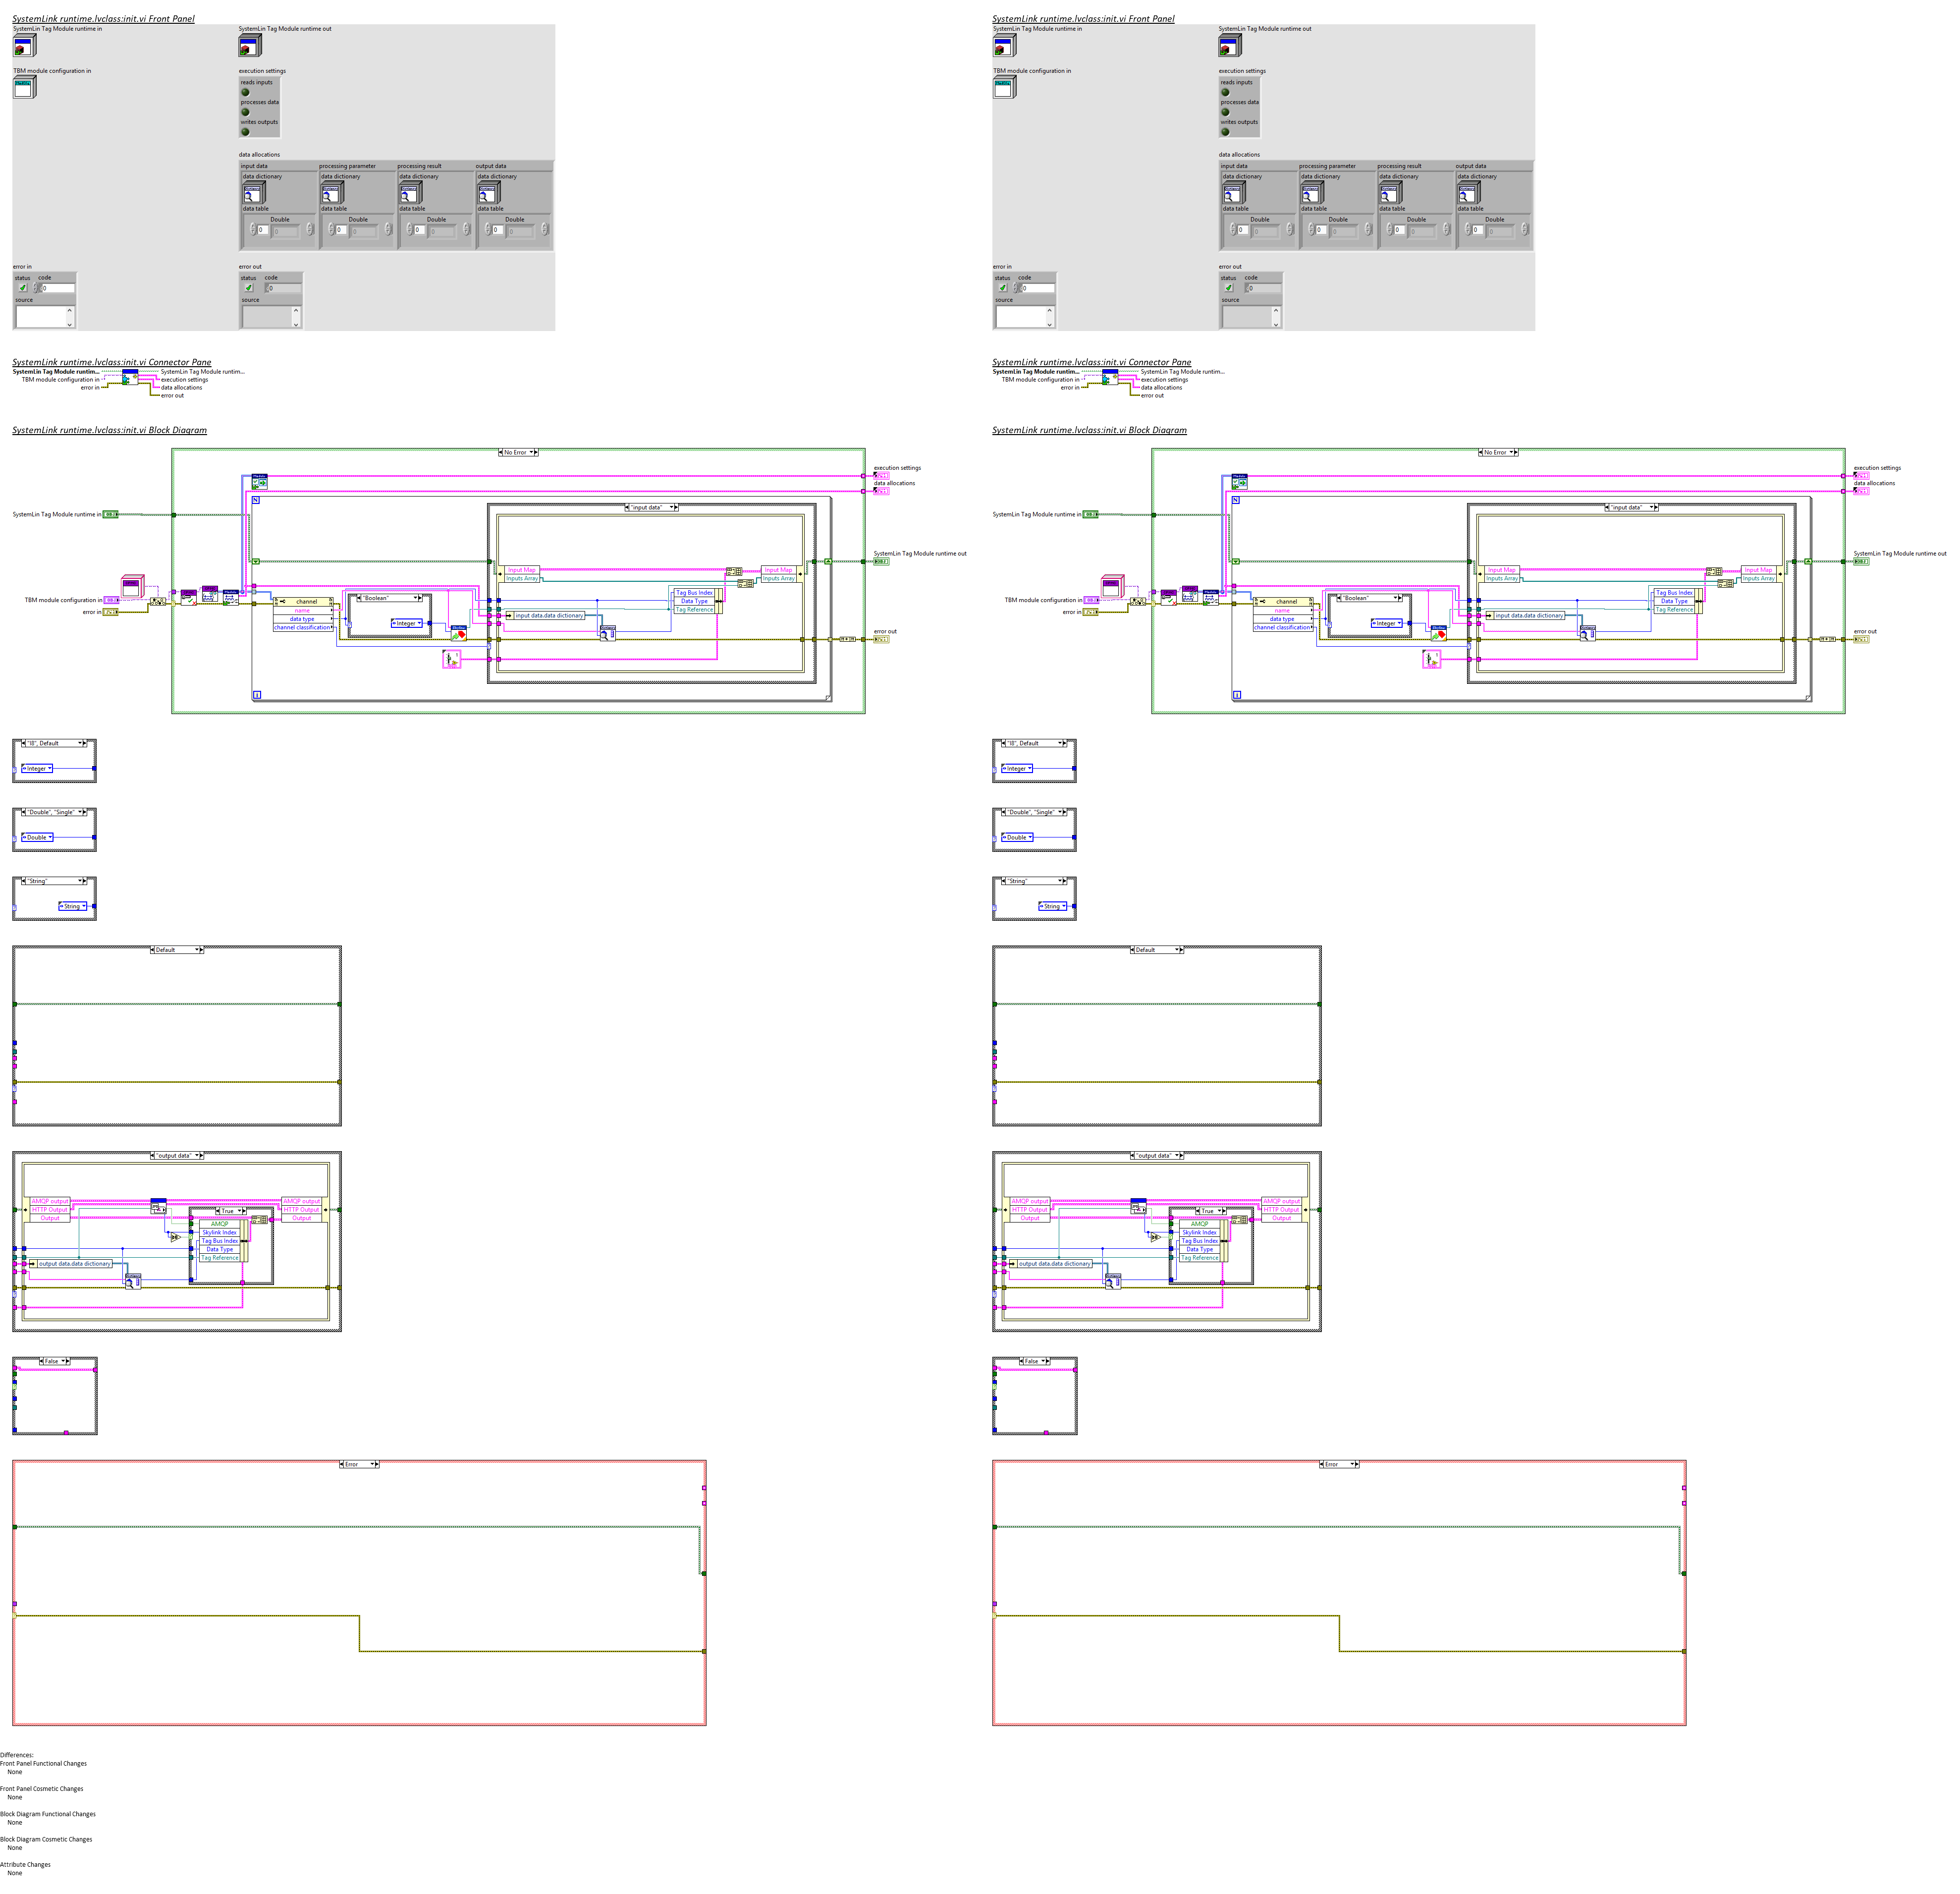 SystemLink runtime.lvclass:init.vi Front Panel
SystemLin Tag Module runtime in
SystemLin Tag Module runtime out
TBM module configuration in
execution settings
reads inputs
processes data
writes outputs
data allocations
input data
processing parameter
processing result
output data
data dictionary
data dictionary
data dictionary
data dictionary
data table
data table
data table
data table
Double
Double
Double
Double
0 0
0 0
0 0
0 0
error in
error out
status code
status code
0
0
source
source
SystemLink runtime.lvclass:init.vi Connector Pane
SystemLin Tag Module runtim...
SystemLin Tag Module runtim...
TBM module configuration in
execution settings
error in
data allocations
error out
SystemLink runtime.lvclass:init.vi Block Diagram
No Error
execution settings
data allocations
N
"input data"
SystemLin Tag Module runtime in
SystemLin Tag Module runtime out
Input Map
Inputs Array
Input Map
Inputs Array
Tag Bus Index
Data Type
Tag Reference
TBM module configuration in
channel
"Boolean"
error in
name
input data.data dictionary
data type
Integer
channel classification
error out
i
"I8", Default
Integer
"Double", "Single"
Double
"String"
String
Default
"output data"
AMQP output
HTTP Output
Output
AMQP output
HTTP Output
Output
True
AMQP
Skylink Index
Tag Bus Index
Data Type
Tag Reference
output data.data dictionary
False
Error
SystemLink runtime.lvclass:init.vi Front Panel
SystemLin Tag Module runtime in
SystemLin Tag Module runtime out
TBM module configuration in
execution settings
reads inputs
processes data
writes outputs
data allocations
input data
processing parameter
processing result
output data
data dictionary
data dictionary
data dictionary
data dictionary
data table
data table
data table
data table
Double
Double
Double
Double
0 0
0 0
0 0
0 0
error in
error out
status code
status code
0
0
source
source
SystemLink runtime.lvclass:init.vi Connector Pane
SystemLin Tag Module runtim...
SystemLin Tag Module runtim...
TBM module configuration in
execution settings
error in
data allocations
error out
SystemLink runtime.lvclass:init.vi Block Diagram
No Error
execution settings
data allocations
N
"input data"
SystemLin Tag Module runtime in
SystemLin Tag Module runtime out
Input Map
Inputs Array
Input Map
Inputs Array
Tag Bus Index
Data Type
Tag Reference
TBM module configuration in
channel
"Boolean"
error in
name
input data.data dictionary
data type
Integer
channel classification
error out
i
"I8", Default
Integer
"Double", "Single"
Double
"String"
String
Default
"output data"
AMQP output
HTTP Output
Output
AMQP output
HTTP Output
Output
True
AMQP
Skylink Index
Tag Bus Index
Data Type
Tag Reference
output data.data dictionary
False
Error
Differences:
Front Panel Functional Changes
None
Front Panel Cosmetic Changes
None
Block Diagram Functional Changes
None
Block Diagram Cosmetic Changes
None
Attribute Changes
None